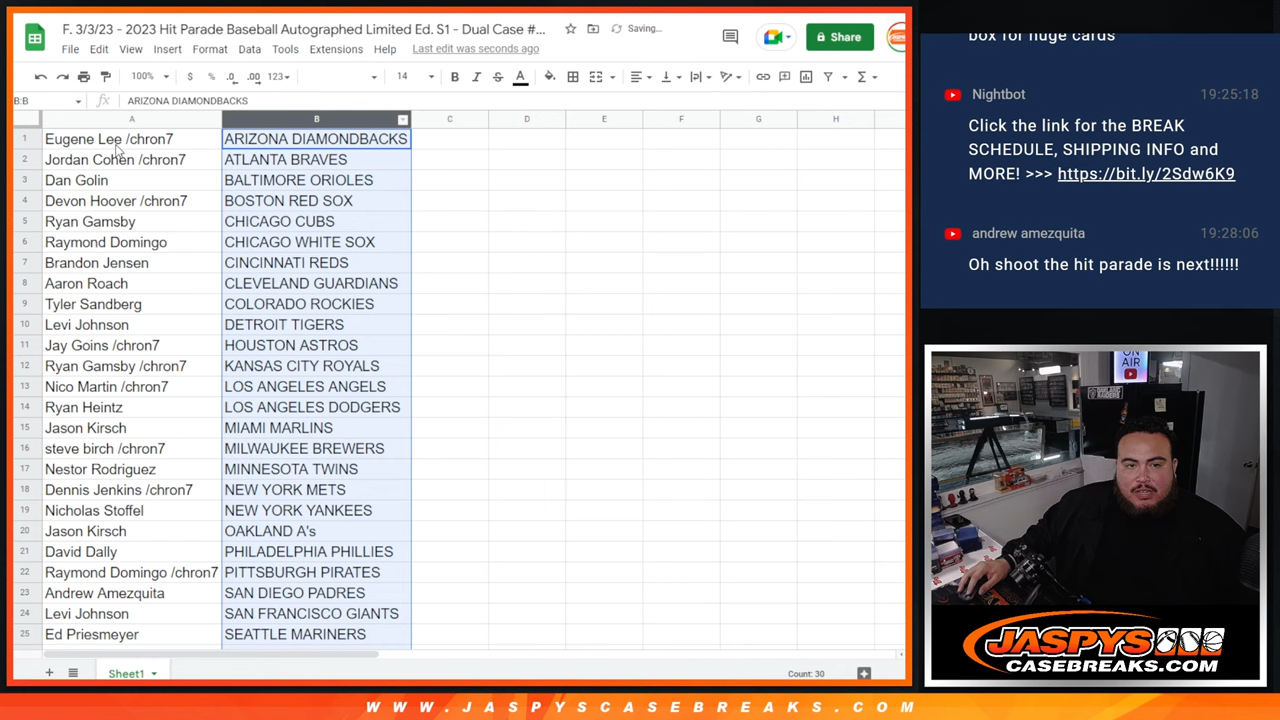 F. 3/3/23 - 2023 Hit Parade Baseball Autographed Limited Ed. S1 - Dual Case #...
Saving...
Share
File Edit View Insert Format Data Tools Extensions Help Last edit was seconds ago
100% $ % .0 .00 123 14 B I S A
B:B fx ARIZONA DIAMONDBACKS
A B C D E F G H
1 Eugene Lee /chron7 ARIZONA DIAMONDBACKS
2 Jordan Cohen /chron7 ATLANTA BRAVES
3 Dan Golin BALTIMORE ORIOLES
4 Devon Hoover /chron7 BOSTON RED SOX
5 Ryan Gamsby CHICAGO CUBS
6 Raymond Domingo CHICAGO WHITE SOX
7 Brandon Jensen CINCINNATI REDS
8 Aaron Roach CLEVELAND GUARDIANS
9 Tyler Sandberg COLORADO ROCKIES
10 Levi Johnson DETROIT TIGERS
11 Jay Goins /chron7 HOUSTON ASTROS
12 Ryan Gamsby /chron7 KANSAS CITY ROYALS
13 Nico Martin /chron7 LOS ANGELES ANGELS
14 Ryan Heintz LOS ANGELES DODGERS
15 Jason Kirsch MIAMI MARLINS
16 steve birch /chron7 MILWAUKEE BREWERS
17 Nestor Rodriguez MINNESOTA TWINS
18 Dennis Jenkins /chron7 NEW YORK METS
19 Nicholas Stoffel NEW YORK YANKEES
20 Jason Kirsch OAKLAND A's
21 David Dally PHILADELPHIA PHILLIES
22 Raymond Domingo /chron7 PITTSBURGH PIRATES
23 Andrew Amezquita SAN DIEGO PADRES
24 Levi Johnson SAN FRANCISCO GIANTS
25 Ed Priesmeyer SEATTLE MARINERS
Sheet1
Count: 30
box for huge cards
Nightbot 19:25:18
Click the link for the BREAK
SCHEDULE, SHIPPING INFO and
MORE! >>> https://bit.ly/2Sdw6K9
andrew amezquita 19:28:06
Oh shoot the hit parade is next!!!!!!
ON
AIR
JASPYS
CASEBREAKS.COM
WWW.JASPYSCASEBREAKS.COM